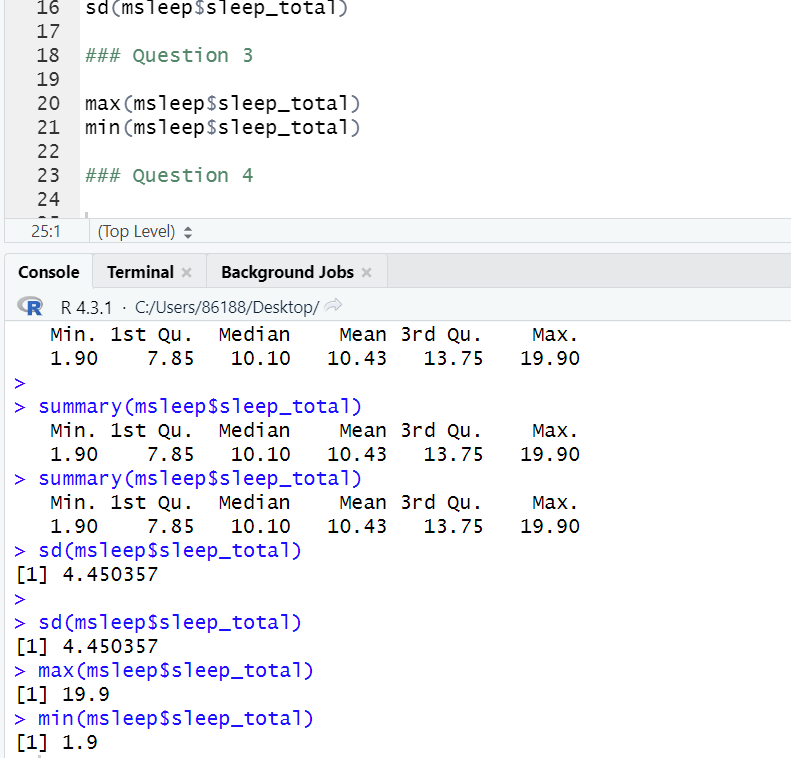 16 sd(msleep$sleep_total)
17
18 ### Question 3
19
20 max(msleep$sleep_total)
21 min(msleep$sleep_total)
22
23 ### Question 4
24
25:1 (Top Level)
Console Terminal × Background Jobs ×
R R 4.3.1 · C:/Users/86188/Desktop/
Min. 1st Qu. Median Mean 3rd Qu. Max.
1.90 7.85 10.10 10.43 13.75 19.90
>
> summary(msleep$sleep_total)
Min. 1st Qu. Median Mean 3rd Qu. Max.
1.90 7.85 10.10 10.43 13.75 19.90
> summary(msleep$sleep_total)
Min. 1st Qu. Median Mean 3rd Qu. Max.
1.90 7.85 10.10 10.43 13.75 19.90
> sd(msleep$sleep_total)
[1] 4.450357
>
> sd(msleep$sleep_total)
[1] 4.450357
> max(msleep$sleep_total)
[1] 19.9
> min(msleep$sleep_total)
[1] 1.9